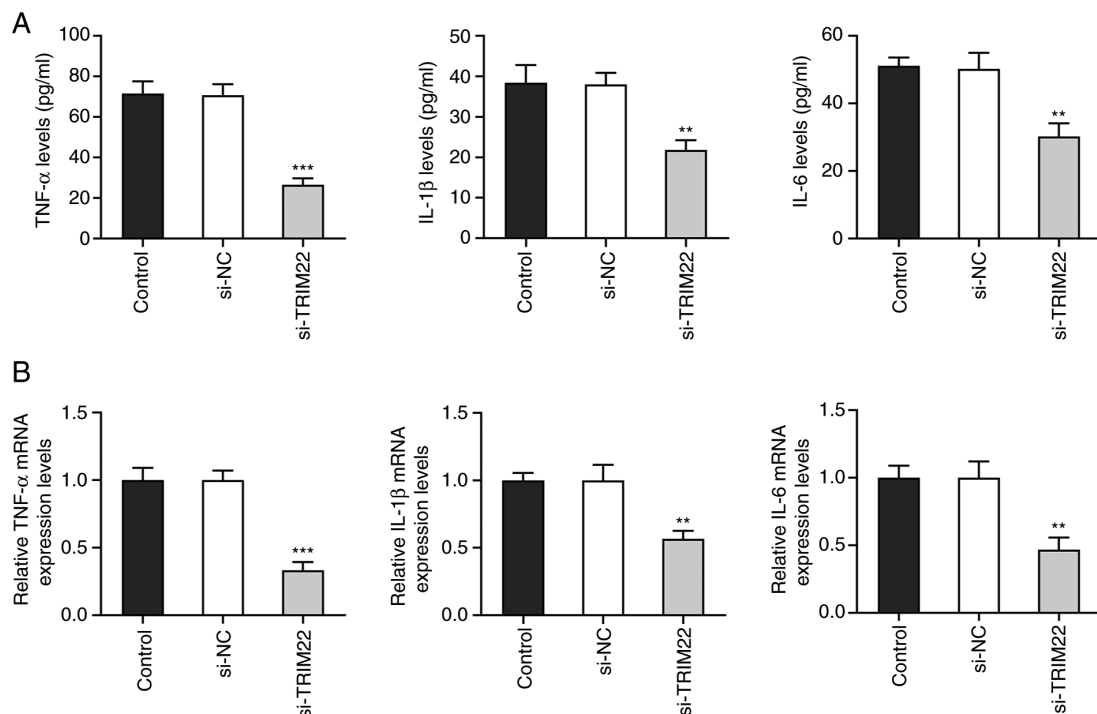 A
TNF-α levels (pg/ml)
100
80
60
40
20
0
***
Control
si-NC
si-TRIM22
IL-1β levels (pg/ml)
50
40
30
20
10
0
**
Control
si-NC
si-TRIM22
IL-6 levels (pg/ml)
60
40
20
0
**
Control
si-NC
si-TRIM22
B
Relative TNF-α mRNA
expression levels
1.5
1.0
0.5
0.0
***
Control
si-NC
si-TRIM22
Relative IL-1β mRNA
expression levels
1.5
1.0
0.5
0.0
**
Control
si-NC
si-TRIM22
Relative IL-6 mRNA
expression levels
1.5
1.0
0.5
0.0
**
Control
si-NC
si-TRIM22